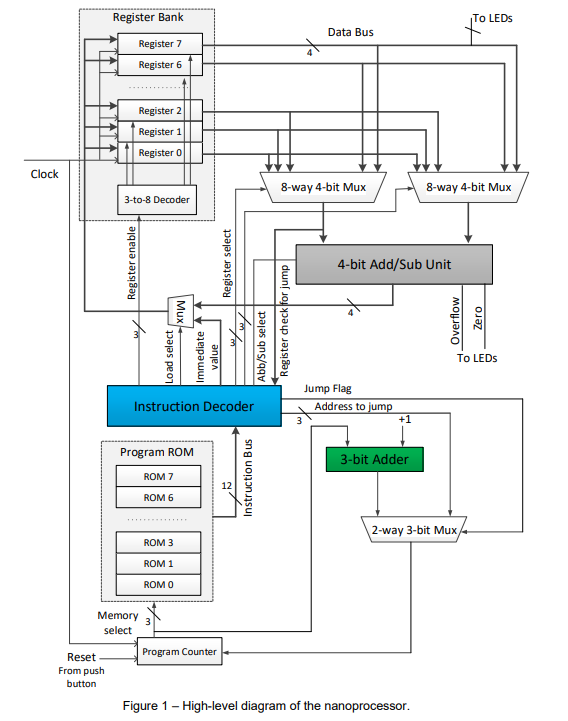 Register Bank
To LEDs
Register 7
Data Bus
4
Register 6
Register 2
Register 1
Register 0
Clock
3-to-8 Decoder
8-way 4-bit Mux
8-way 4-bit Mux
Register enable
Register select
4-bit Add/Sub Unit
Register check for jump
Abb/Sub select
Mux
4
Overflow
Zero
3
3
3
Load select
Immediate
value
To LEDs
Instruction Decoder
Jump Flag
Address to jump
3
+1
Program ROM
Instruction Bus
3-bit Adder
ROM 7
12
ROM 6
2-way 3-bit Mux
ROM 3
ROM 1
ROM 0
Memory
select
3
Program Counter
Reset
From push
button
Figure 1 – High-level diagram of the nanoprocessor.